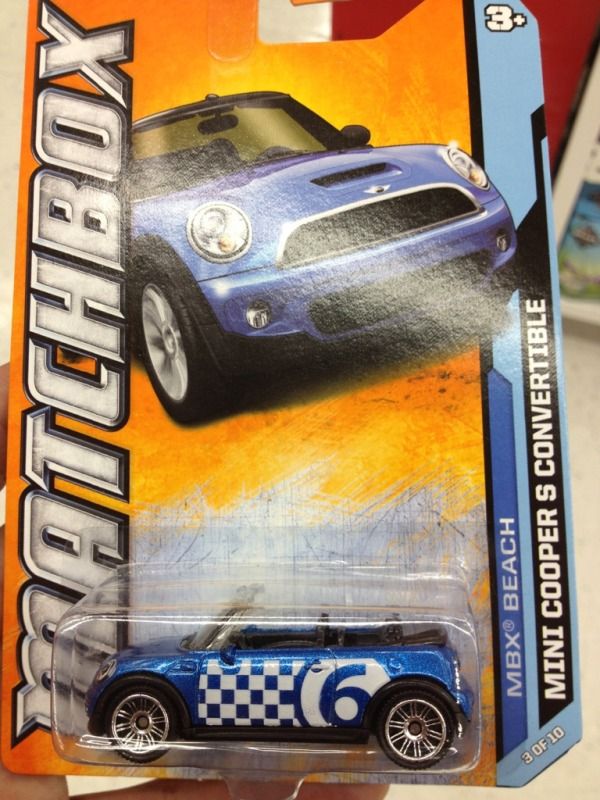 MATCHBOX
3+
MBX® BEACH
MINI COOPER S CONVERTIBLE
3 OF 10
6